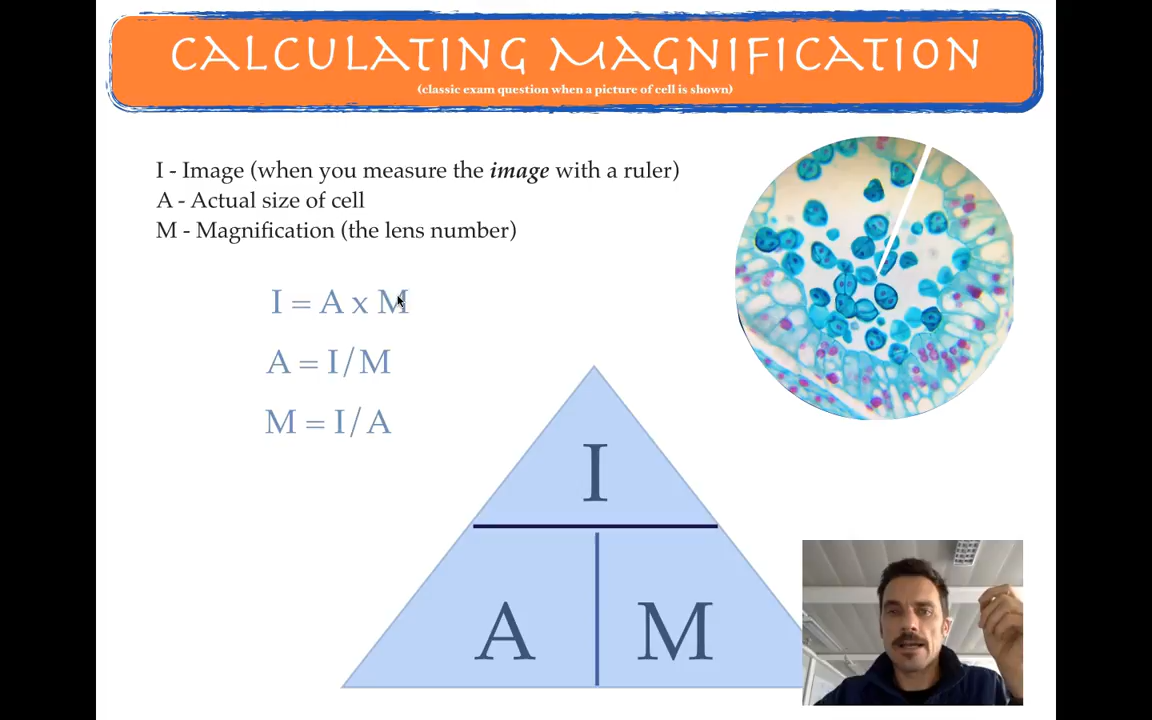 CALCULATING MAGNIFICATION
(classic exam question when a picture of cell is shown)
I - Image (when you measure the image with a ruler)
A - Actual size of cell
M - Magnification (the lens number)
I = A x M
A = I/M
M = I/A
I
A M